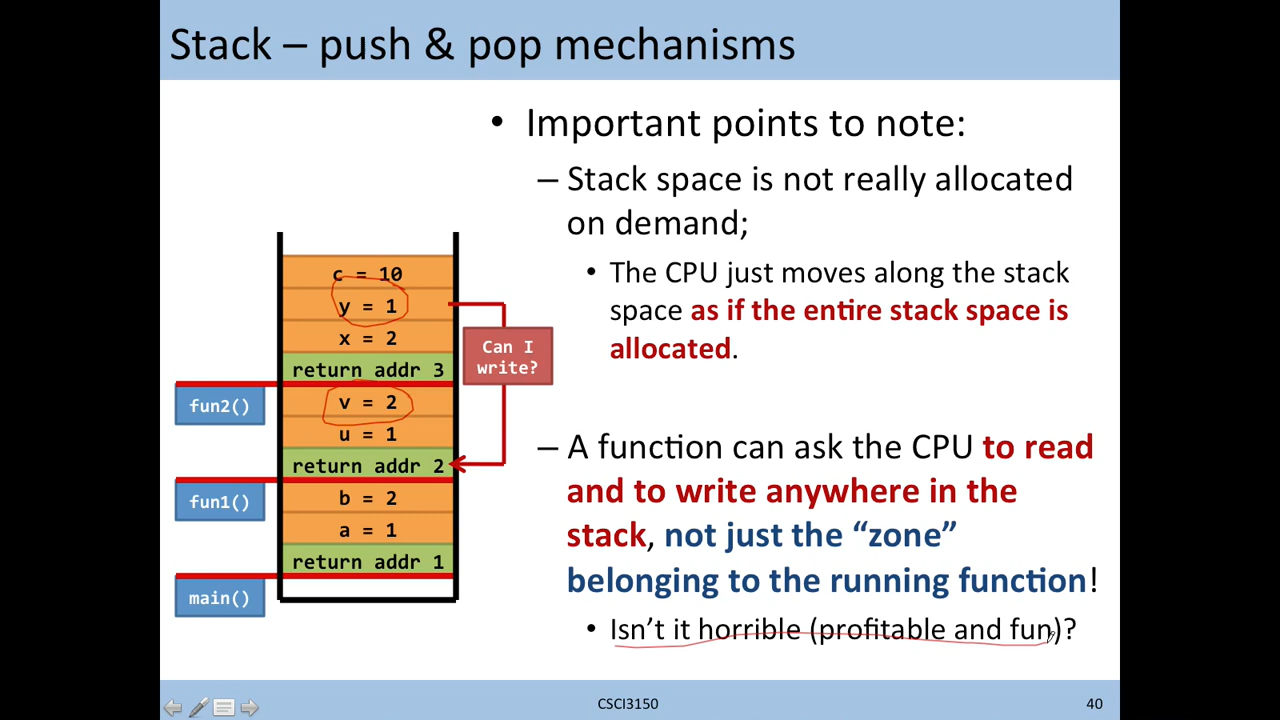 Stack – push & pop mechanisms
• Important points to note:
– Stack space is not really allocated
on demand;
• The CPU just moves along the stack
space as if the entire stack space is
allocated.
– A function can ask the CPU to read
and to write anywhere in the
stack, not just the “zone”
belonging to the running function!
• Isn’t it horrible (profitable and fun)?
c = 10
y = 1
x = 2
return addr 3
v = 2
u = 1
return addr 2
b = 2
a = 1
return addr 1
Can I
write?
fun2()
fun1()
main()
CSCI3150
40